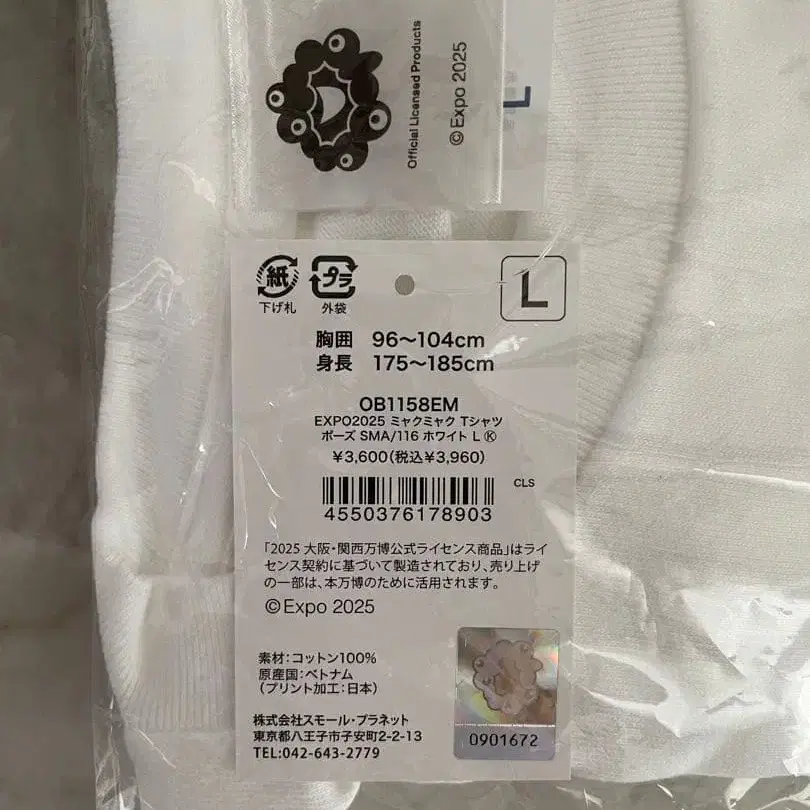 Official Licensed Products
©Expo 2025
L
紙
下げ札
プラ
外袋
L
胸囲 96〜104cm
身長 175〜185cm
OB1158EM
EXPO2025 ミャクミャク Tシャツ
ポーズ SMA/116 ホワイト L Ⓚ
¥3,600(税込¥3,960)
CLS
4550376178903
「2025 大阪・関西万博公式ライセンス商品」はライ
センス契約に基づいて製造されており、売り上げ
の一部は、本万博のために活用されます。
©Expo 2025
素材:コットン100%
原産国:ベトナム
(プリント加工:日本)
株式会社スモール・プラネット
東京都八王子市子安町2-2-13
TEL:042-643-2779
0901672